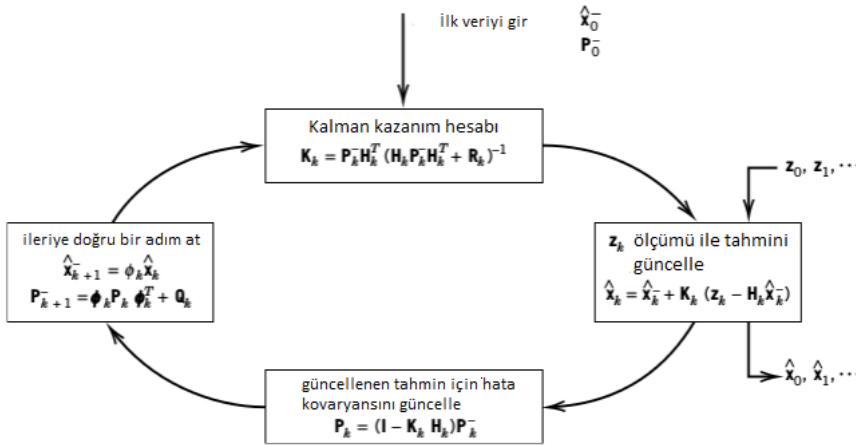 İlk veriyi gir
x̂₀⁻
P₀⁻
Kalman kazanım hesabı
Kₖ = Pₖ⁻Hₖᵀ (HₖPₖ⁻Hₖᵀ + Rₖ)⁻¹
z₀, z₁, ···
zₖ ölçümü ile tahmini
güncelle
x̂ₖ = x̂ₖ⁻ + Kₖ (zₖ − Hₖx̂ₖ⁻)
x̂₀, x̂₁, ···
güncellenen tahmin için hata
kovaryansını güncelle
Pₖ = (I − Kₖ Hₖ)Pₖ⁻
ileriye doğru bir adım at
x̂ₖ₊₁⁻ = ϕₖx̂ₖ
Pₖ₊₁⁻ = ϕₖPₖ ϕₖᵀ + Qₖ